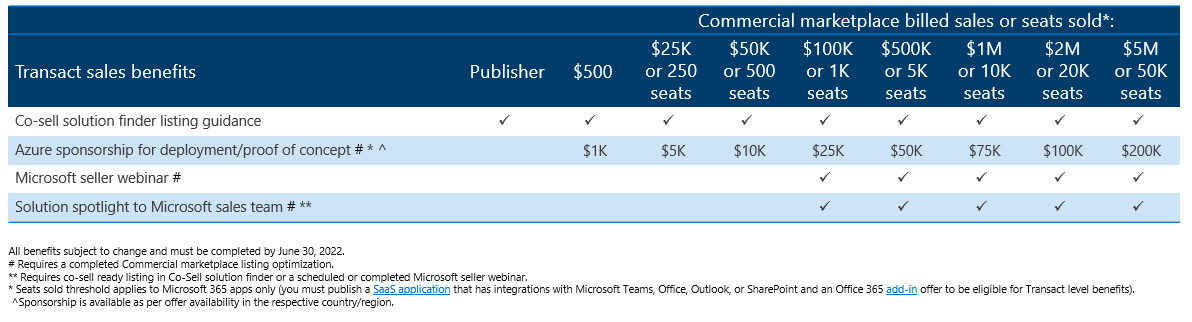 Commercial marketplace billed sales or seats sold*:
Transact sales benefits Publisher $500 $25K or 250 seats $50K or 500 seats $100K or 1K seats $500K or 5K seats $1M or 10K seats $2M or 20K seats $5M or 50K seats
Co-sell solution finder listing guidance ✓ ✓ ✓ ✓ ✓ ✓ ✓ ✓ ✓
Azure sponsorship for deployment/proof of concept # * ^ $1K $5K $10K $25K $50K $75K $100K $200K
Microsoft seller webinar # ✓ ✓ ✓ ✓ ✓
Solution spotlight to Microsoft sales team # ** ✓ ✓ ✓ ✓ ✓
All benefits subject to change and must be completed by June 30, 2022.
# Requires a completed Commercial marketplace listing optimization.
** Requires co-sell ready listing in Co-Sell solution finder or a scheduled or completed Microsoft seller webinar.
* Seats sold threshold applies to Microsoft 365 apps only (you must publish a SaaS application that has integrations with Microsoft Teams, Office, Outlook, or SharePoint and an Office 365 add-in offer to be eligible for Transact level benefits).
^Sponsorship is available as per offer availability in the respective country/region.